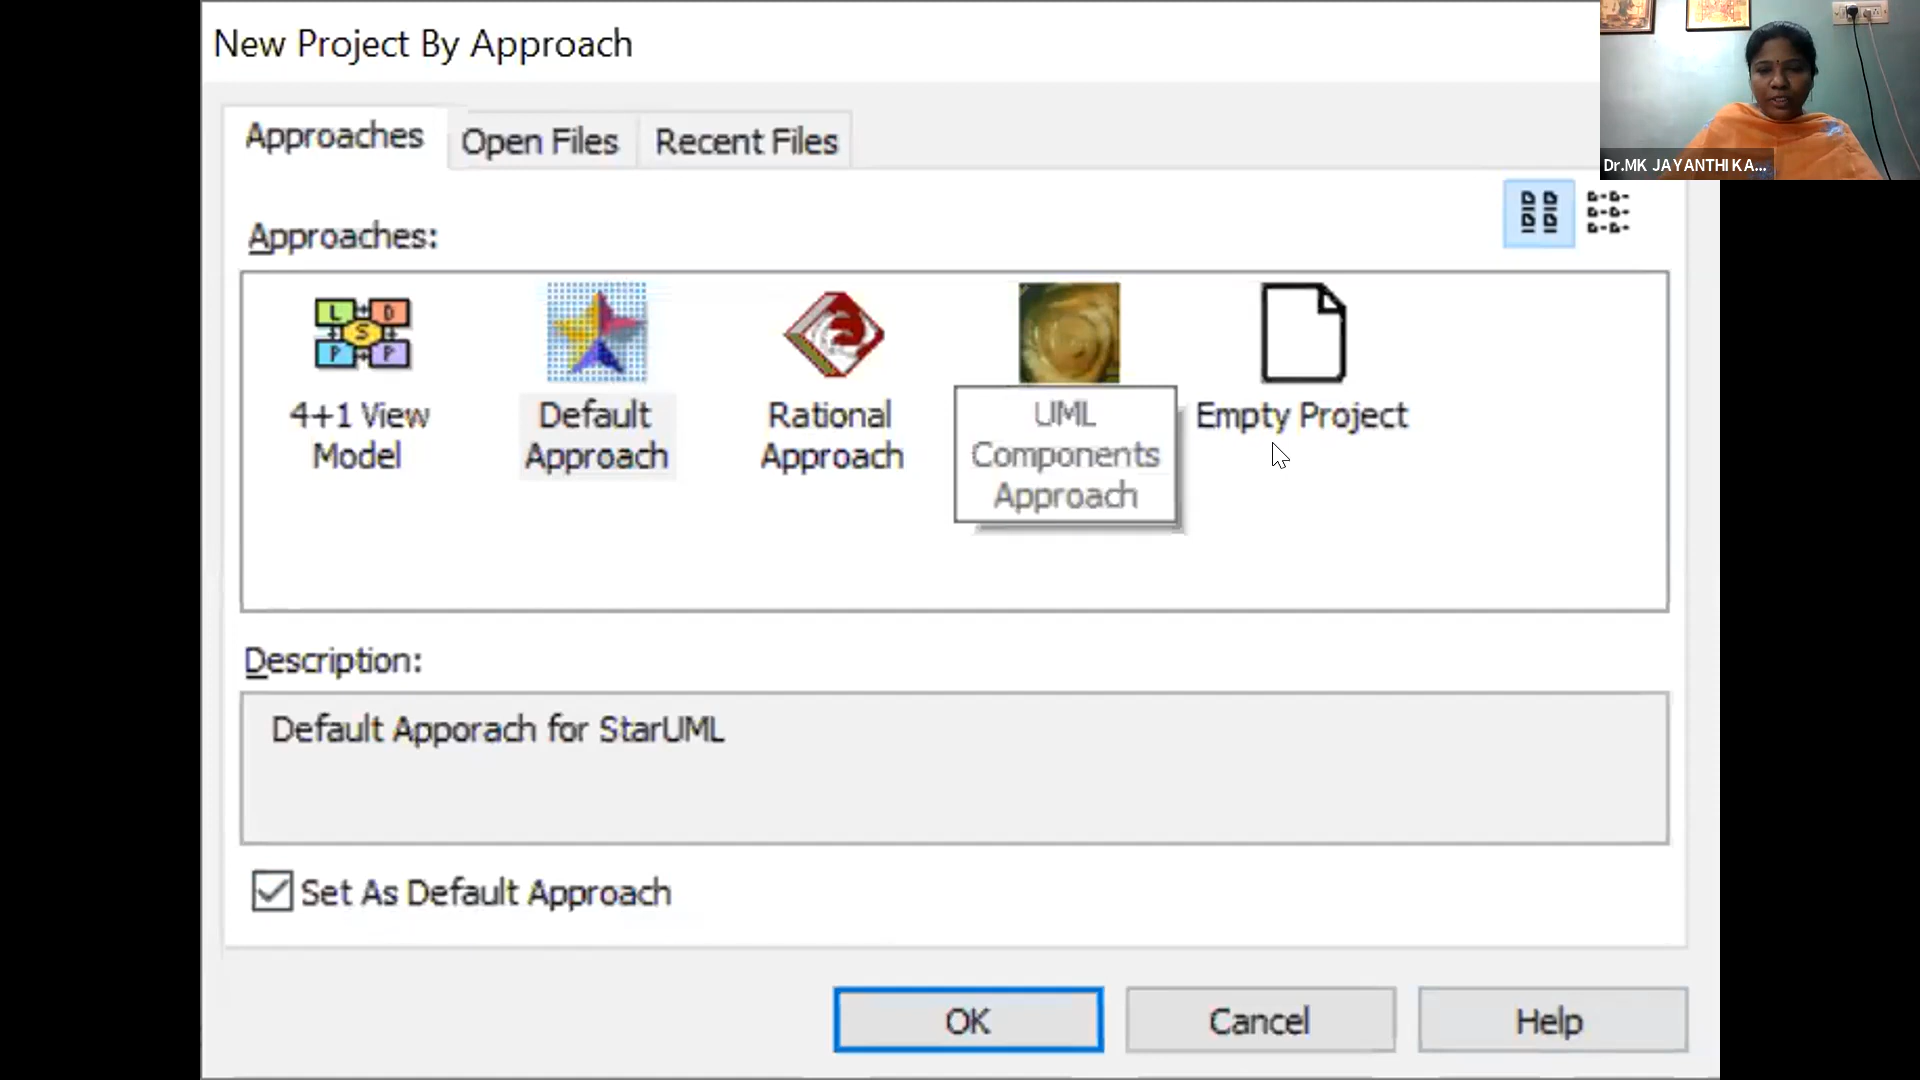 New Project By Approach
Dr.MK JAYANTHI KA...
Approaches
Open Files
Recent Files
Approaches:
L
D
S
P
P
4+1 View
Model
Default
Approach
Rational
Approach
UML
Components
Approach
Empty Project
Description:
Default Apporach for StarUML
Set As Default Approach
OK
Cancel
Help